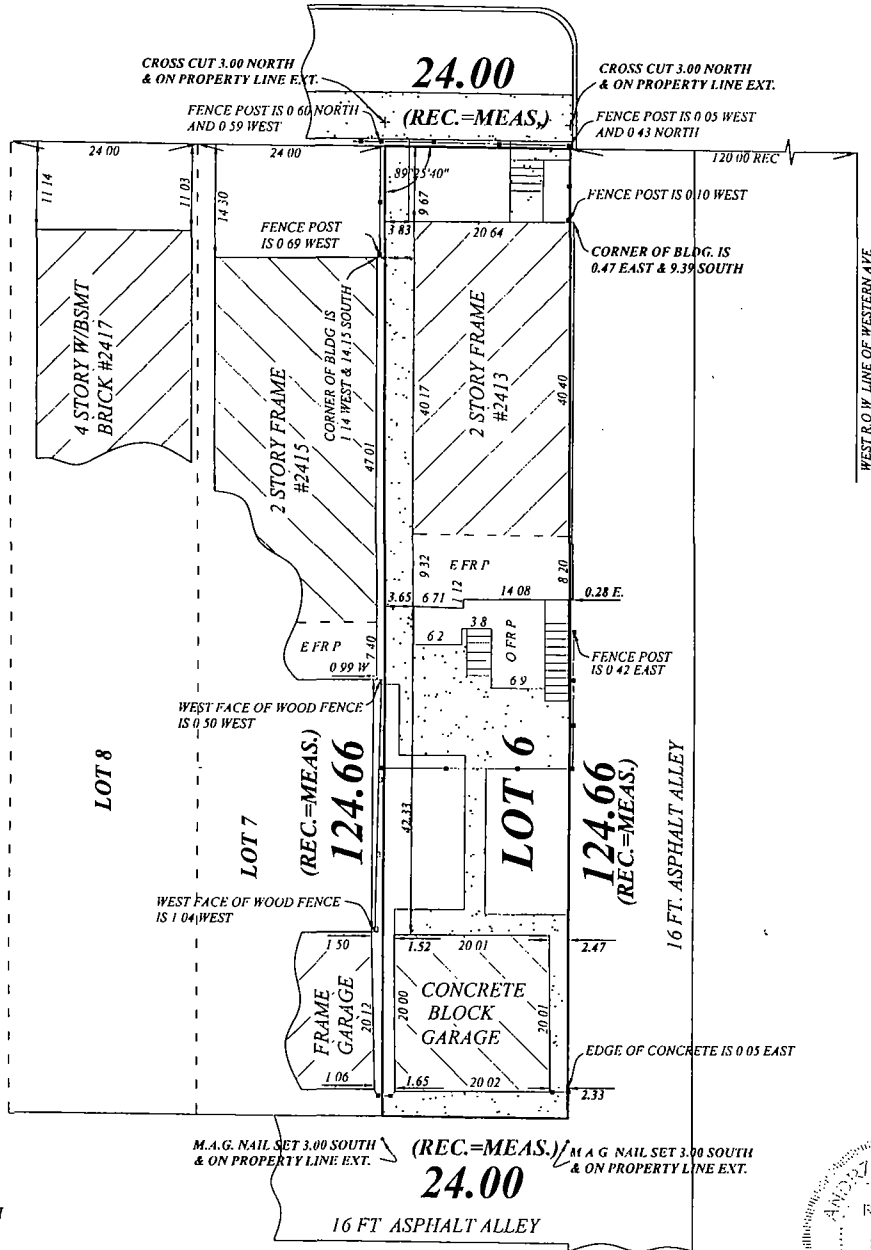 CROSS CUT 3.00 NORTH
& ON PROPERTY LINE EXT.
24.00
(REC.=MEAS.)
CROSS CUT 3.00 NORTH
& ON PROPERTY LINE EXT.
FENCE POST IS 0 60 NORTH
AND 0 59 WEST
FENCE POST IS 0 05 WEST
AND 0 43 NORTH
24 00
24.00
120 00 REC
89°25'40"
11 14
11 03
14 30
9 67
FENCE POST
IS 0 69 WEST
3 83
20 64
FENCE POST IS 0 10 WEST
CORNER OF BLDG. IS
0.47 EAST & 9.39 SOUTH
WEST R O W LINE OF WESTERN AVE
4 STORY W/BSMT
BRICK #2417
2 STORY FRAME
#2415
CORNER OF BLDG IS
1 14 WEST & 14.15 SOUTH
47 01
40 17
2 STORY FRAME
#2413
40 40
E FR P
9 32
8 20
3.65
6 71
1 12
14 08
0.28 E.
E FR P
7 40
0 99 W
6 2
3 8
O FR P
6 9
FENCE POST
IS 0 42 EAST
WEST FACE OF WOOD FENCE
IS 0 50 WEST
LOT 8
LOT 7
(REC.=MEAS.)
124.66
42.33
LOT 6
124.66
(REC.=MEAS.)
16 FT. ASPHALT ALLEY
WEST FACE OF WOOD FENCE
IS 1 04 WEST
1 50
1.52
20 01
2.47
FRAME
GARAGE
20 12
20 00
CONCRETE
BLOCK
GARAGE
20 01
EDGE OF CONCRETE IS 0 05 EAST
1 06
1.65
20 02
2.33
M.A.G. NAIL SET 3.00 SOUTH
& ON PROPERTY LINE EXT.
(REC.=MEAS.)
24.00
M A G NAIL SET 3.00 SOUTH
& ON PROPERTY LINE EXT.
16 FT ASPHALT ALLEY